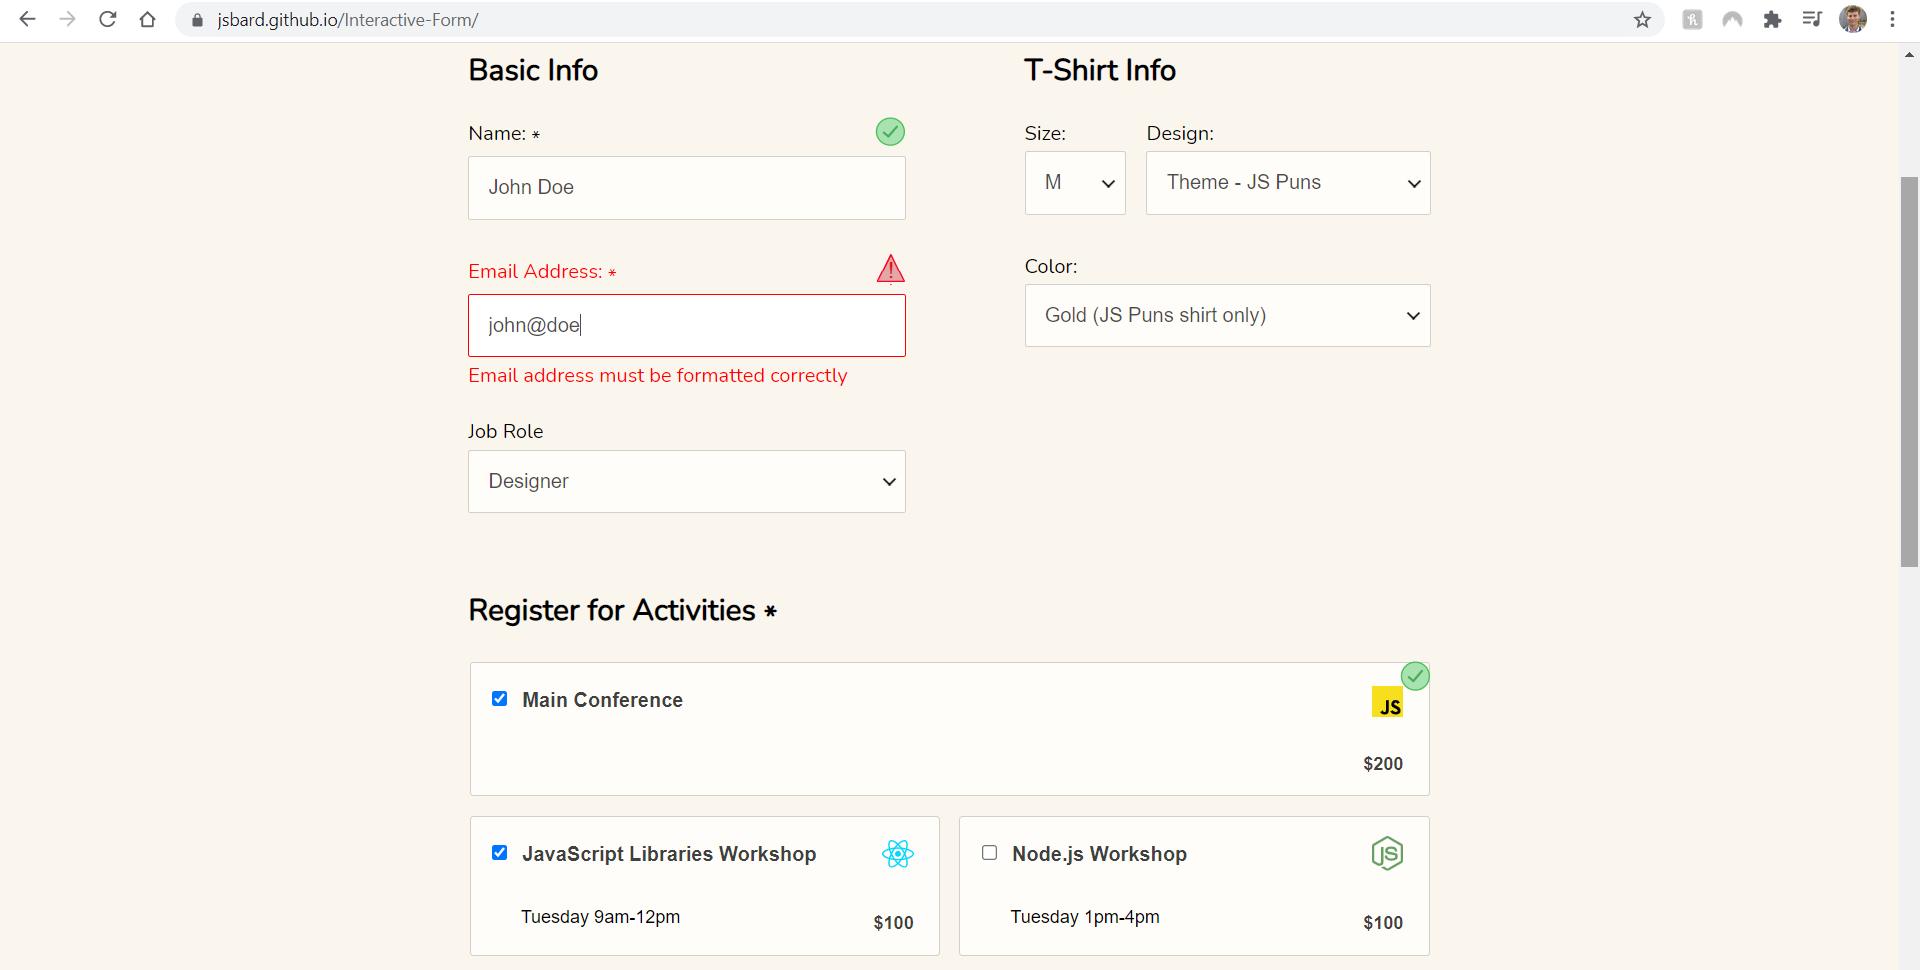 jsbard.github.io/Interactive-Form/
Basic Info
Name: *
John Doe
Email Address: *
john@doe
Email address must be formatted correctly
Job Role
Designer
T-Shirt Info
Size:
Design:
M
Theme - JS Puns
Color:
Gold (JS Puns shirt only)
Register for Activities *
Main Conference
JS
$200
JavaScript Libraries Workshop
Tuesday 9am-12pm
$100
Node.js Workshop
JS
Tuesday 1pm-4pm
$100